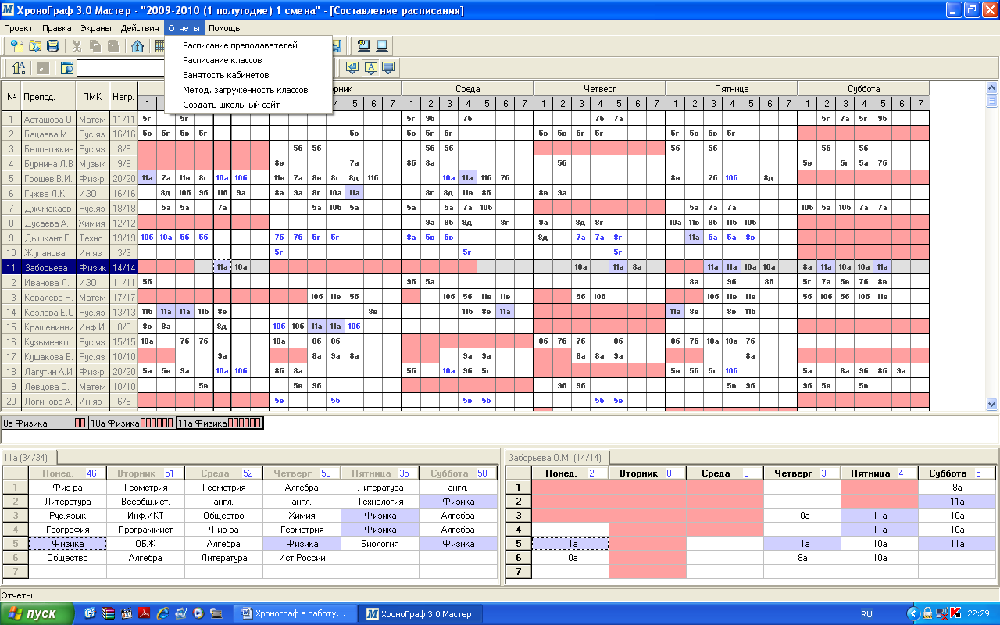 ХроноГраф 3.0 Мастер - "2009-2010 (1 полугодие) 1 смена" - [Составление расписания]
Проект Правка Экраны Действия Отчеты Помощь
Расписание преподавателей
Расписание классов
Занятость кабинетов
Метод. загруженность классов
Создать школьный сайт
№ Препод. ПМК Нагр. орник Среда Четверг Пятница Суббота
1 4 5 6 7 1 2 3 4 5 6 7 1 2 3 4 5 6 7 1 2 3 4 5 6 7 1 2 3 4 5 6 7
1 Асташова О. Матем 11/11 5г 5г 5г 9б 7б 7б 7а 5г 7а 5г 9б
2 Бацаева М. Рус.яз 16/16 5в 5г 5в 5г 5в 5в 5г 5г 5в 5в 5г 5г 5в 5в 5в 5г
3 Белоножкин Рус.яз 8/8 5б 5б 5б 5б 5б 5б 5б 5б
4 Бурнина Л.В Музык 9/9 8в 7а 8б 8а 5б 5в 5г 5а 7б
5 Грошев В.И. Физ-р 20/20 11а 7а 11в 8г 10а 10б 11в 7а 8в 8г 8д 11б 10а 11а 11б 7б 8в 7б 10б 8д
6 Гужва Л.К. ИЗО 16/16 8д 10б 9б 11б 9а 8а 9а 8г 10а 11а 8г 8д 11в 8б 8в 9а
7 Джумакаев Рус.яз 18/18 5а 5а 7а 5а 10б 5а 5а 5а 7а 10б 5а 7а 7а 10б 5а 10б 7а 7а
8 Дусаева А. Химия 12/12 9а 9б 8д 8г 9а 8д 8г 10а 11в 9б 11б 10б
9 Дышкант Е. Техно 19/19 10б 10а 5б 5б 7б 7б 5г 5г 8а 5в 5в 8д 7а 7а 8г 11а 5а 5а 8в
10 Жупанова Ин.яз 3/3 5г 5г 5г
11 Заборьева Физик 14/14 11а 10а 10а 11а 8а 11а 11а 10а 10а 8а 11а 10а 10а 11а
12 Иванова Л. ИЗО 11/11 5б 9б 5а 8а 9б 8б 5г 7а 5в 7б 8в
13 Ковалева Н. Матем 17/17 10б 11в 5б 10б 5б 11в 11в 5б 10б 10б 11в 11в 5б 10б 5б 10б 11в
14 Козлова Е.С Рус.яз 13/13 11б 11а 11а 11б 8в 8в 11б 8в 11а 11а 8в 8в 11б
15 Крашенинни Инф.И 8/8 8в 8а 8д 10б 10б 11а 11а 10б
16 Кузьменко Рус.яз 15/15 10а 7б 7б 10а 8б 8б 8б 7б 7б 8б 8б 7б 10а 10а 7б
17 Кушакова В. Рус.яз 10/10 9а 8а 9а 8а 9а 9а 8а 8а 9а 8а
18 Лагутин А.И Физ-р 20/20 5а 5в 9а 10а 10б 8б 8а 5б 10а 9б 5г 5в 5б 5г 10б 5а 8а 9б 8б 9а
19 Левцова О. Матем 10/10 5в 5в 9б 9б 9б 5в 9б 9б 5в 5в
20 Логинова А. Ин.яз 6/6 5в 5б 5в 5б 5б 5в
8а Физика 10а Физика 11а Физика
11а (34/34)
Понед. 46 Вторник 51 Среда 52 Четверг 58 Пятница 35 Суббота 50
1 Физ-ра Геометрия Геометрия Алгебра Литература англ.
2 Литература Всеобщ.ист. англ. англ. Технология Физика
3 Рус.язык Инф.ИКТ Общество Химия Физика Алгебра
4 География Программист Физ-ра Геометрия Физика Алгебра
5 Физика ОБЖ Алгебра Физика Биология Физика
6 Общество Алгебра Литература Ист.России
7
Заборьева О.М. (14/14)
Понед. 2 Вторник 0 Среда 0 Четверг 3 Пятница 4 Суббота 5
1 8а
2 11а
3 10а 11а 10а
4 11а 10а
5 11а 11а 10а 11а
6 10а 8а 10а
7
Отчеты
пуск Хронограф в работу... ХроноГраф 3.0 Мастер RU 22:29